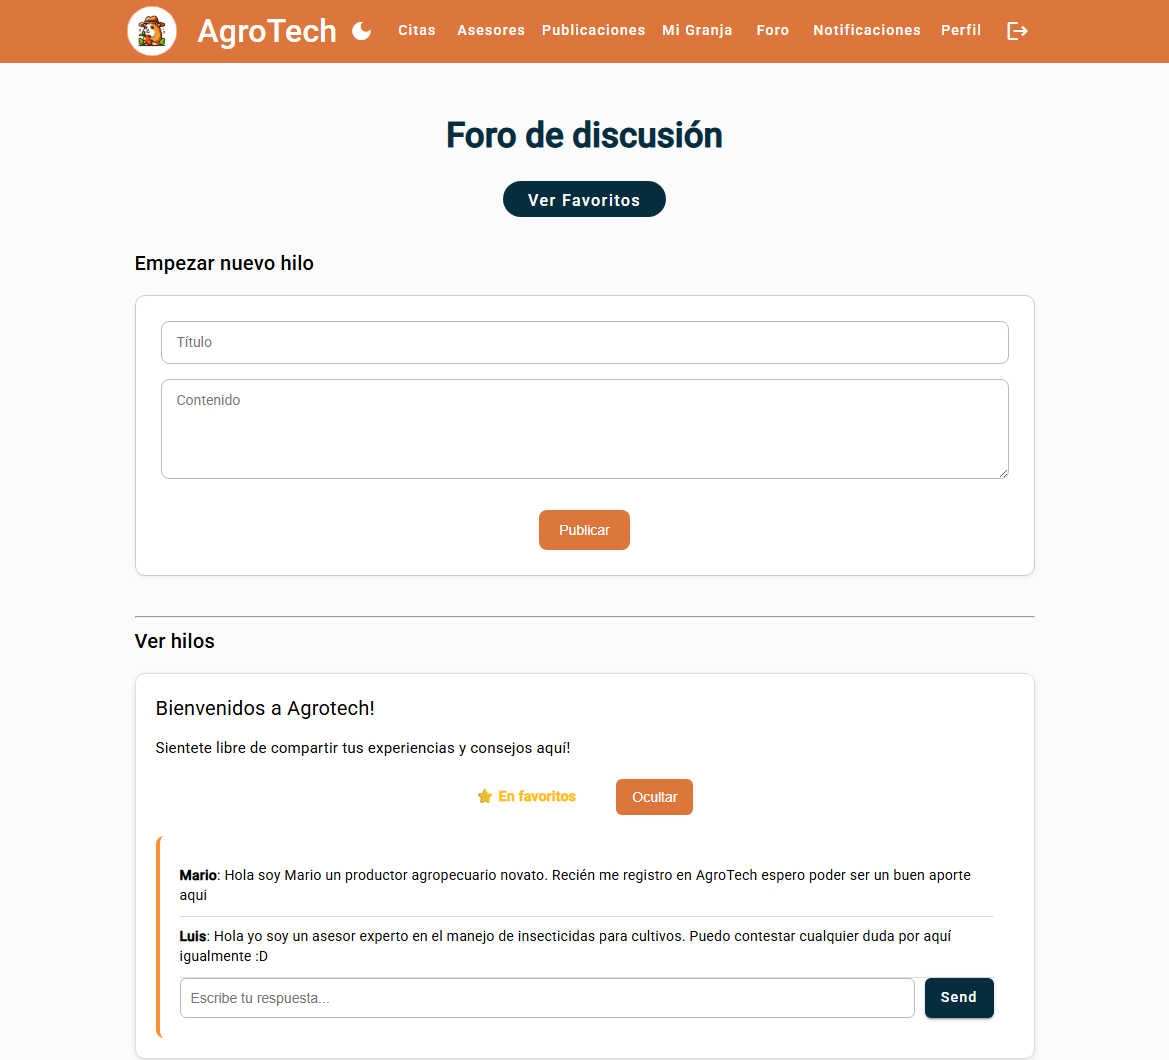 AgroTech Citas Asesores Publicaciones Mi Granja Foro Notificaciones Perfil
Foro de discusión
Ver Favoritos
Empezar nuevo hilo
Título
Contenido
Publicar
Ver hilos
Bienvenidos a Agrotech!
Sientete libre de compartir tus experiencias y consejos aquí!
En favoritos Ocultar
Mario: Hola soy Mario un productor agropecuario novato. Recién me registro en AgroTech espero poder ser un buen aporte
aqui
Luis: Hola yo soy un asesor experto en el manejo de insecticidas para cultivos. Puedo contestar cualquier duda por aquí
igualmente :D
Escribe tu respuesta... Send